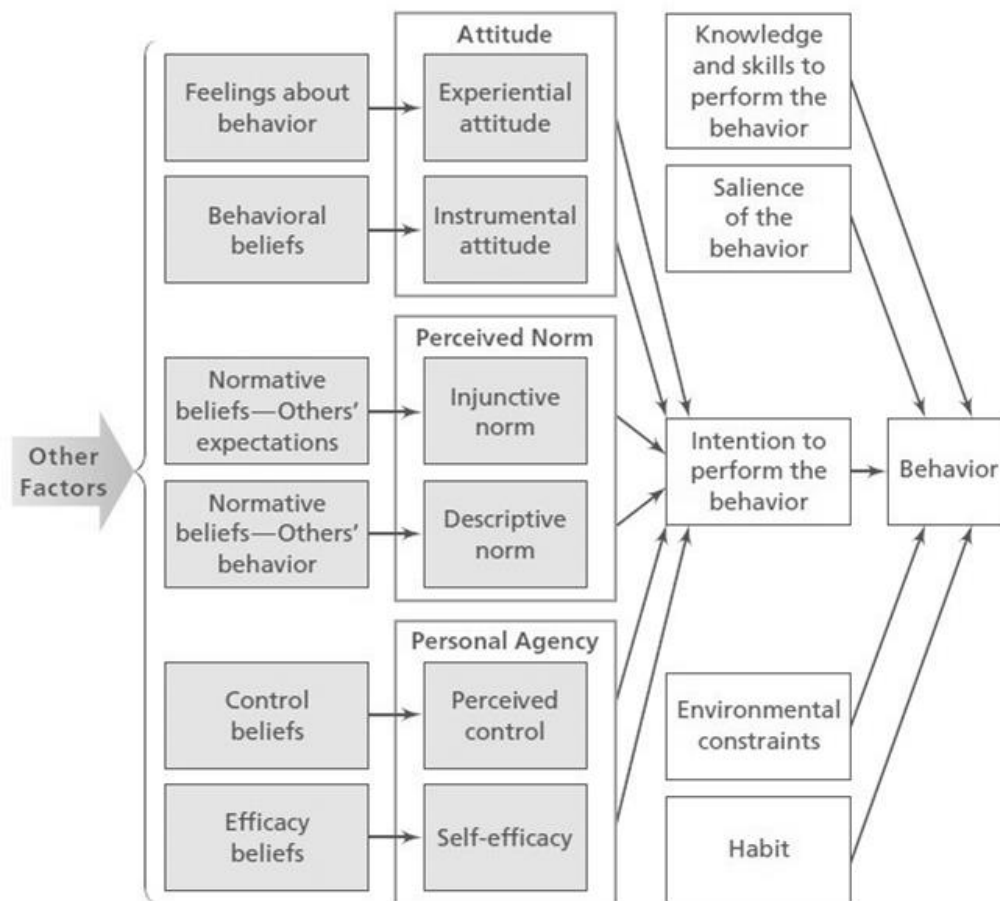 Other
Factors
Feelings about
behavior
Behavioral
beliefs
Normative
beliefs—Others’
expectations
Normative
beliefs—Others’
behavior
Control
beliefs
Efficacy
beliefs
Attitude
Experiential
attitude
Instrumental
attitude
Perceived Norm
Injunctive
norm
Descriptive
norm
Personal Agency
Perceived
control
Self-efficacy
Knowledge
and skills to
perform the
behavior
Salience
of the
behavior
Intention to
perform the
behavior
Environmental
constraints
Habit
Behavior